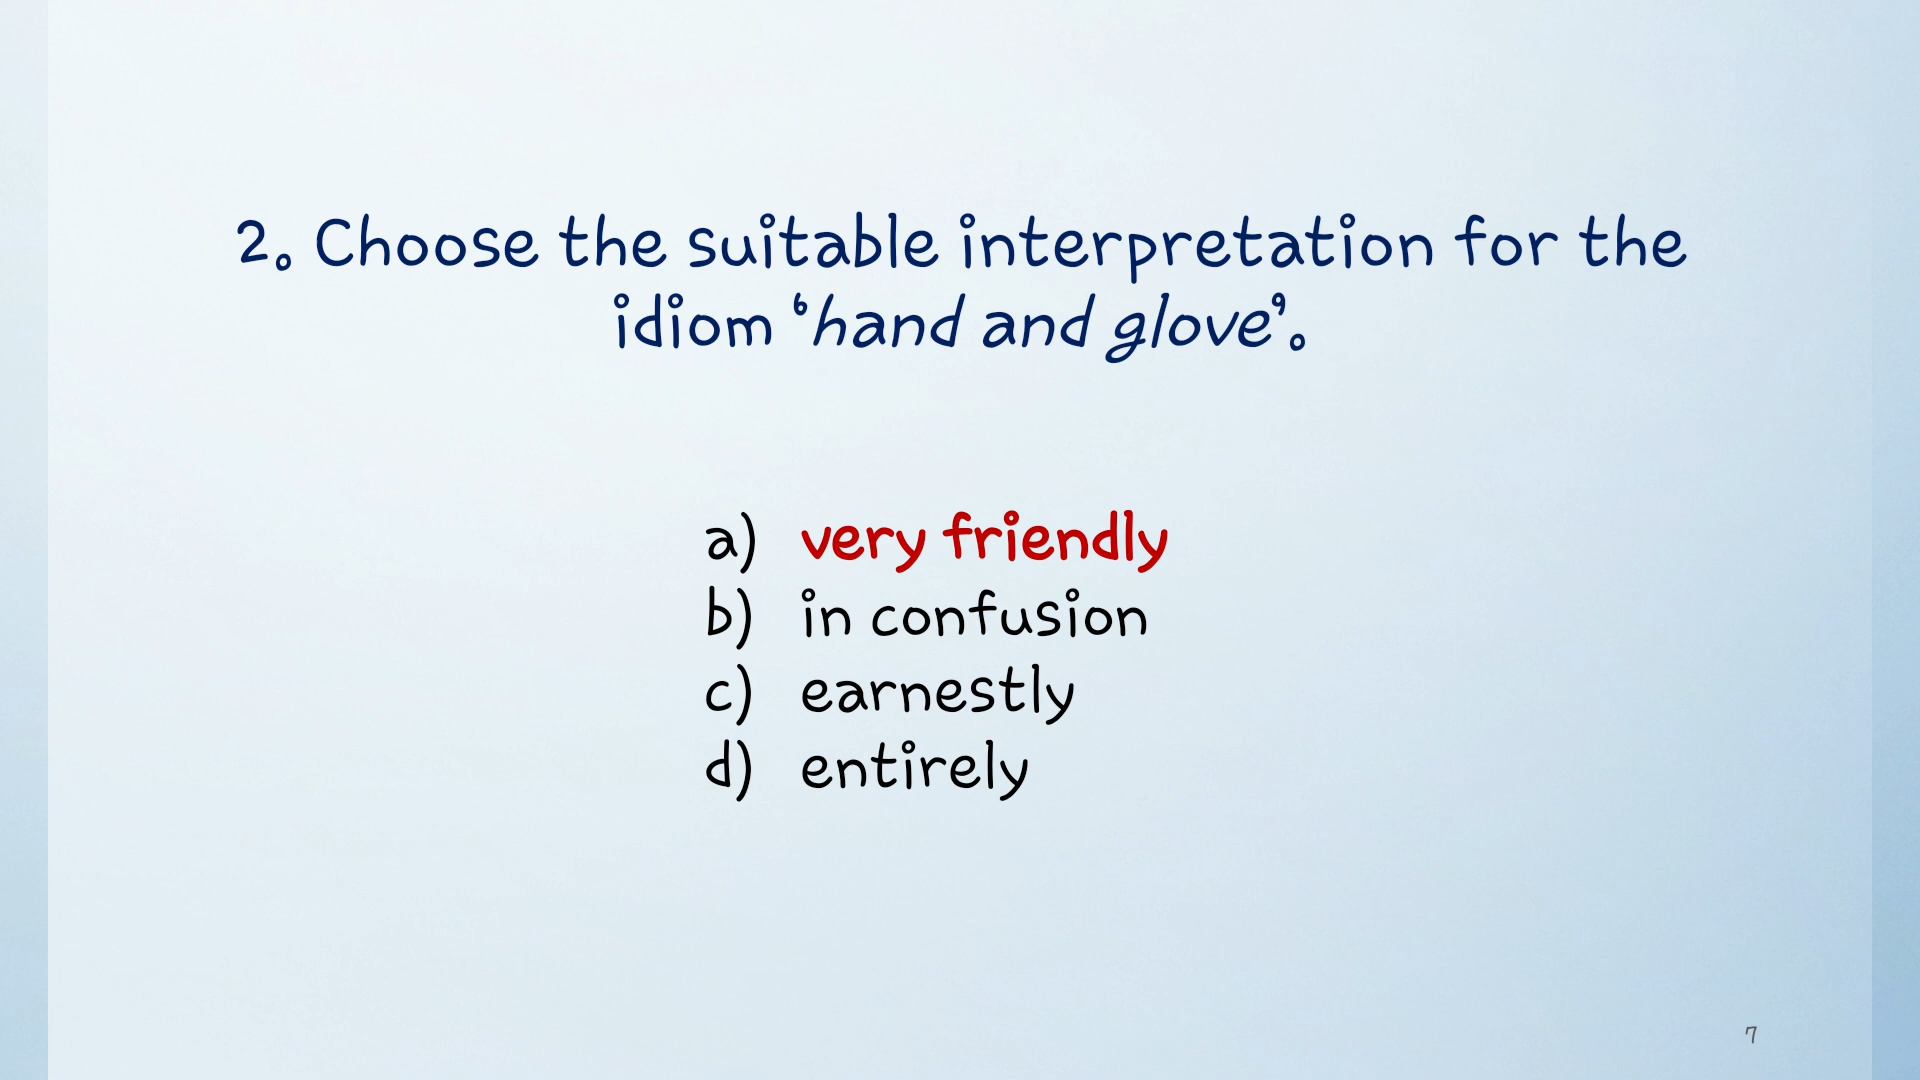 2. Choose the suitable interpretation for the
idiom ‘hand and glove’.
a) very friendly
b) in confusion
c) earnestly
d) entirely
7